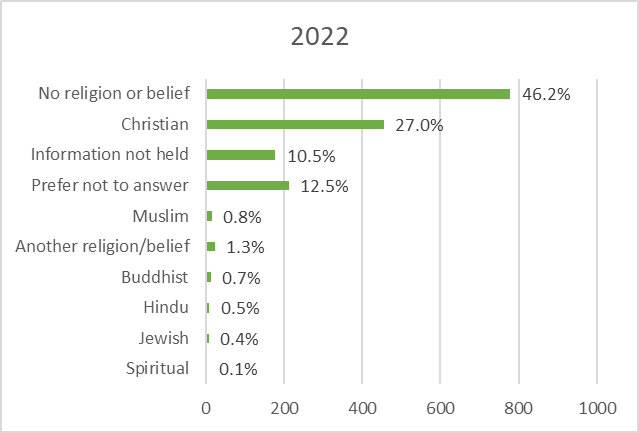 2022
No religion or belief 46.2%
Christian 27.0%
Information not held 10.5%
Prefer not to answer 12.5%
Muslim 0.8%
Another religion/belief 1.3%
Buddhist 0.7%
Hindu 0.5%
Jewish 0.4%
Spiritual 0.1%
0 200 400 600 800 1000